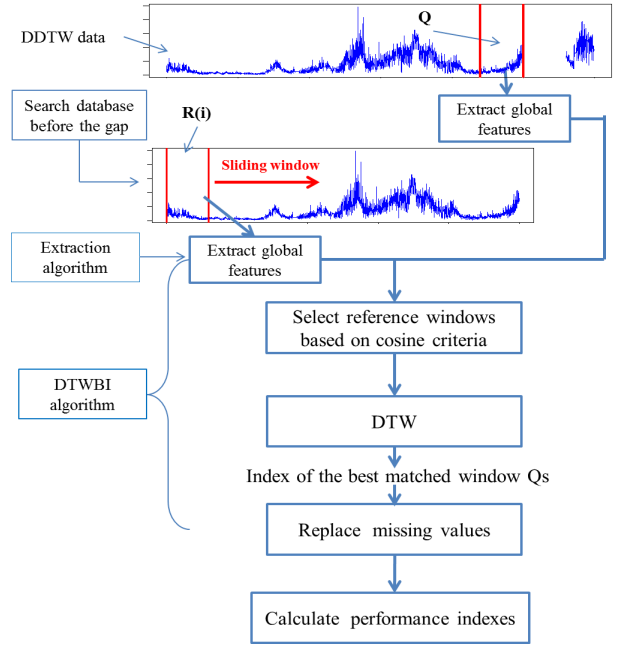 DDTW data
Q
Search database
before the gap
R(i)
Extract global
features
Sliding window
Extraction
algorithm
Extract global
features
Select reference windows
based on cosine criteria
DTWBI
algorithm
DTW
Index of the best matched window Qs
Replace missing values
Calculate performance indexes